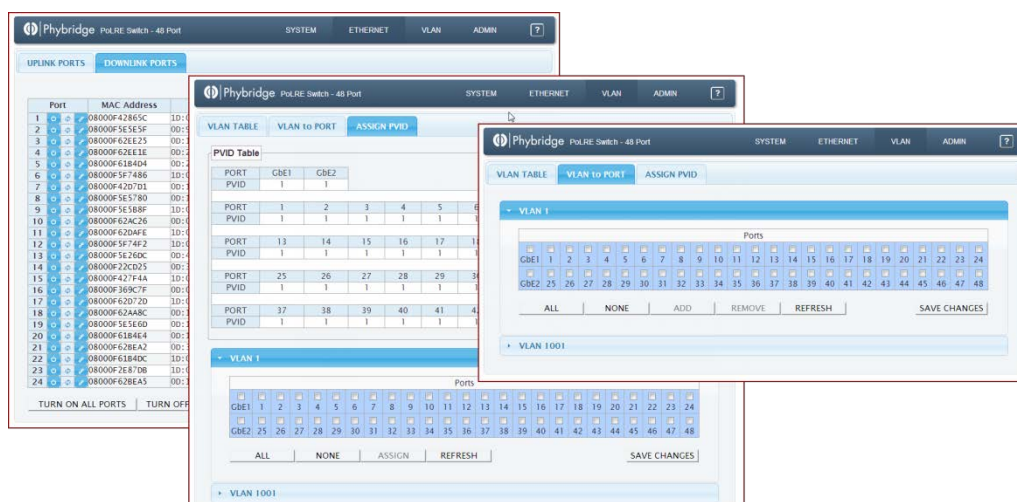 Phybridge PoLRE Switch - 48 Port SYSTEM ETHERNET VLAN ADMIN ?
UPLINK PORTS DOWNLINK PORTS
Port MAC Address
1 08000F42865C
2 08000F5E5E5F
3 08000F62EE25
4 08000F62EE1E
5 08000F61B4D4
6 08000F5F7486
7 08000F42D7D1
8 08000F5E5780
9 08000F5E5B8F
10 08000F62AC26
11 08000F62DAFE
12 08000F5F74F2
13 08000F5E26DC
14 08000F22CD25
15 08000F427F4A
16 08000F369C7F
17 08000F62D72D
18 08000F62AA8C
19 08000F5E5E6D
20 08000F61B4E4
21 08000F62BEA2
22 08000F61B4DC
23 08000F2E87DB
24 08000F62BEA5
TURN ON ALL PORTS TURN OFF
Phybridge PoLRE Switch - 48 Port SYSTEM ETHERNET VLAN ADMIN ?
VLAN TABLE VLAN to PORT ASSIGN PVID
PVID Table
PORT GbE1 GbE2
PVID 1 1
PORT 1 2 3 4 5 6
PVID 1 1 1 1 1 1
PORT 13 14 15 16 17
PVID 1 1 1 1 1 1
PORT 25 26 27 28 29
PVID 1 1 1 1 1 1
PORT 37 38 39 40 41
PVID 1 1 1 1 1 1
VLAN 1
Ports
GbE1 1 2 3 4 5 6 7 8 9 10 11 12 13 14 15 16 17 18 19 20 21 22 23 24
GbE2 25 26 27 28 29 30 31 32 33 34 35 36 37 38 39 40 41 42 43 44 45 46 47 48
ALL NONE ASSIGN REFRESH SAVE CHANGES
VLAN 1001
Phybridge PoLRE Switch - 48 Port SYSTEM ETHERNET VLAN ADMIN ?
VLAN TABLE VLAN to PORT ASSIGN PVID
VLAN 1
Ports
GbE1 1 2 3 4 5 6 7 8 9 10 11 12 13 14 15 16 17 18 19 20 21 22 23 24
GbE2 25 26 27 28 29 30 31 32 33 34 35 36 37 38 39 40 41 42 43 44 45 46 47 48
ALL NONE ADD REMOVE REFRESH SAVE CHANGES
VLAN 1001